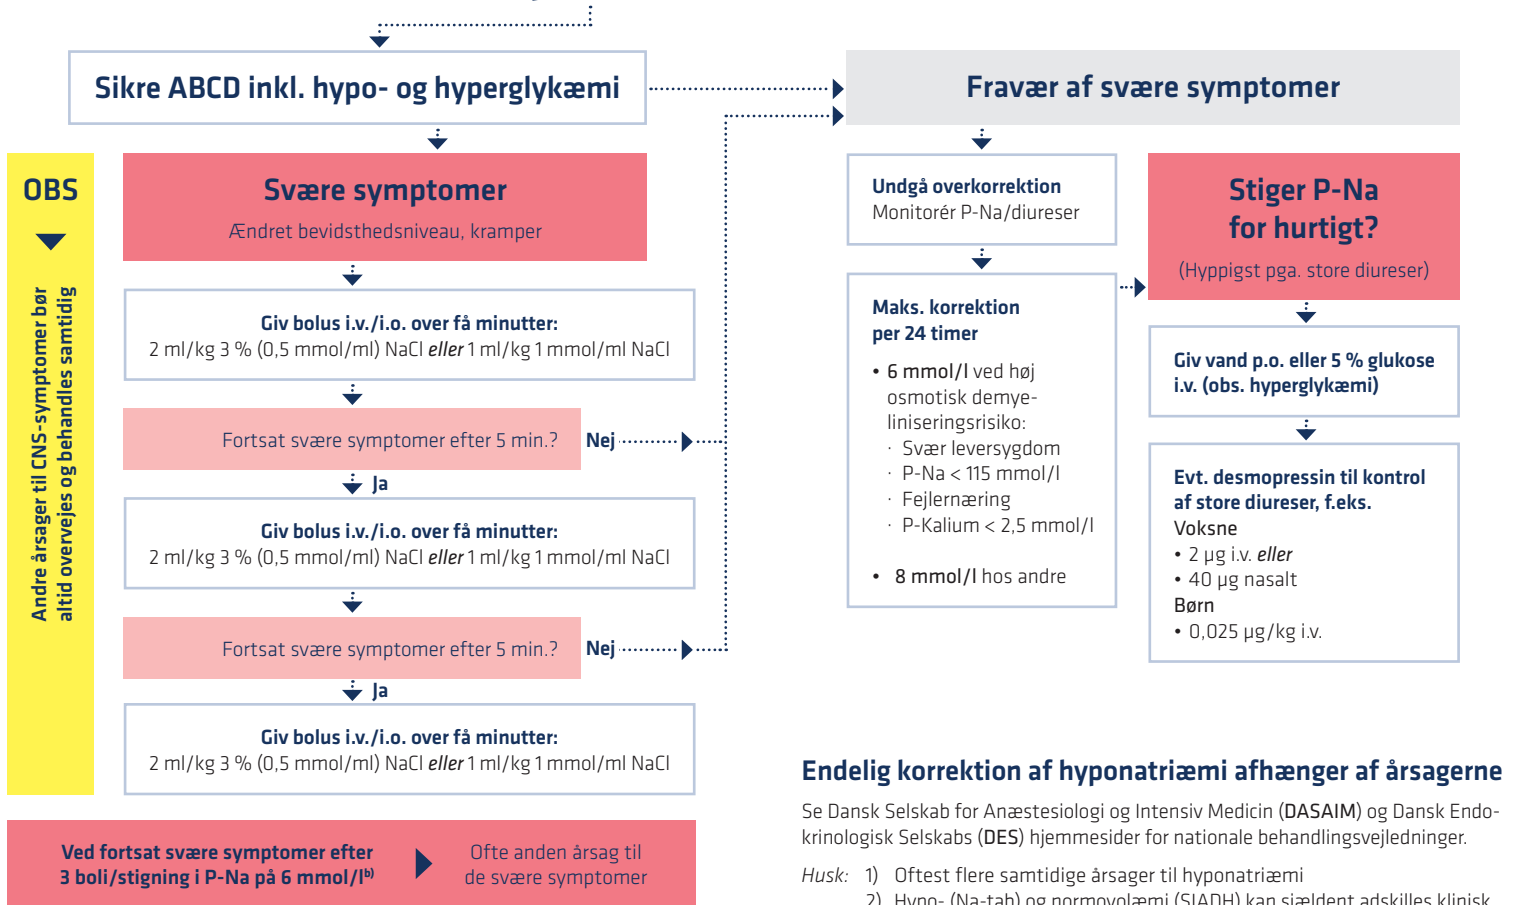 Sikre ABCD inkl. hypo- og hyperglykæmi
OBS
Andre årsager til CNS-symptomer bør
altid overvejes og behandles samtidig
Svære symptomer
Ændret bevidsthedsniveau, kramper
Giv bolus i.v./i.o. over få minutter:
2 ml/kg 3 % (0,5 mmol/ml) NaCl eller 1 ml/kg 1 mmol/ml NaCl
Fortsat svære symptomer efter 5 min.?
Nej
Ja
Giv bolus i.v./i.o. over få minutter:
2 ml/kg 3 % (0,5 mmol/ml) NaCl eller 1 ml/kg 1 mmol/ml NaCl
Fortsat svære symptomer efter 5 min.?
Nej
Ja
Giv bolus i.v./i.o. over få minutter:
2 ml/kg 3 % (0,5 mmol/ml) NaCl eller 1 ml/kg 1 mmol/ml NaCl
Ved fortsat svære symptomer efter
3 boli/stigning i P-Na på 6 mmol/l b)
Ofte anden årsag til
de svære symptomer
Fravær af svære symptomer
Undgå overkorrektion
Monitorér P-Na/diureser
Maks. korrektion
per 24 timer
• 6 mmol/l ved høj
osmotisk demye-
liniseringsrisiko:
· Svær leversygdom
· P-Na < 115 mmol/l
· Fejlernæring
· P-Kalium < 2,5 mmol/l
• 8 mmol/l hos andre
Stiger P-Na
for hurtigt?
(Hyppigst pga. store diureser)
Giv vand p.o. eller 5 % glukose
i.v. (obs. hyperglykæmi)
Evt. desmopressin til kontrol
af store diureser, f.eks.
Voksne
• 2 µg i.v. eller
• 40 µg nasalt
Børn
• 0,025 µg/kg i.v.
Endelig korrektion af hyponatriæmi afhænger af årsagerne
Se Dansk Selskab for Anæstesiologi og Intensiv Medicin (DASAIM) og Dansk Endo-
krinologisk Selskabs (DES) hjemmesider for nationale behandlingsvejledninger.
Husk: 1) Oftest flere samtidige årsager til hyponatriæmi
2) Hypo- (Na-tab) og normovolæmi (SIADH) kan sjældent adskilles klinisk